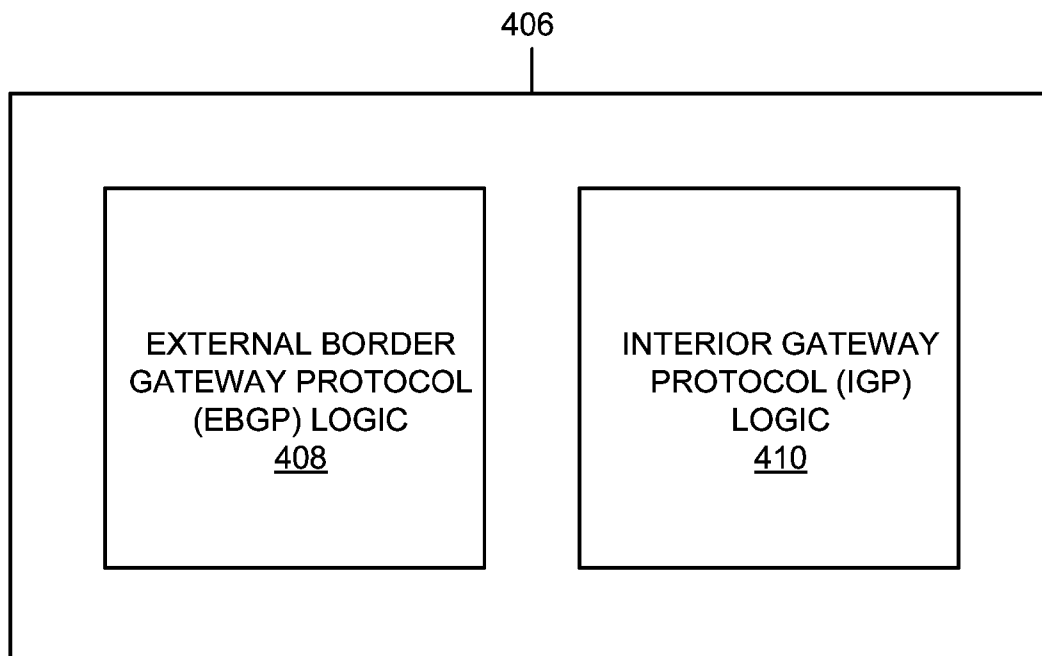 406
EXTERNAL BORDER
GATEWAY PROTOCOL
(EBGP) LOGIC
408
INTERIOR GATEWAY
PROTOCOL (IGP)
LOGIC
410